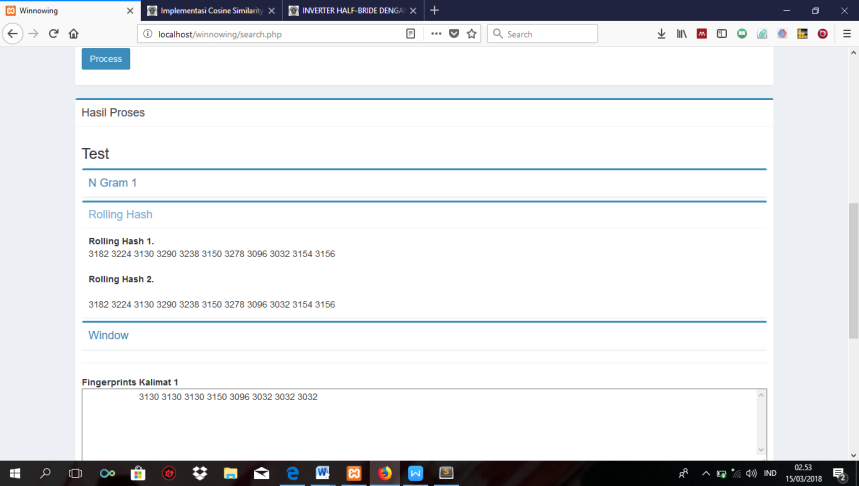 Winnowing
Implementasi Cosine Similarity
INVERTER HALF-BRIDE DENGA
localhost/winnowing/search.php
Search
Process
Hasil Proses
Test
N Gram 1
Rolling Hash
Rolling Hash 1.
3182 3224 3130 3290 3238 3150 3278 3096 3032 3154 3156
Rolling Hash 2.
3182 3224 3130 3290 3238 3150 3278 3096 3032 3154 3156
Window
Fingerprints Kalimat 1
3130 3130 3130 3150 3096 3032 3032 3032
IND
02.53
15/03/2018
2